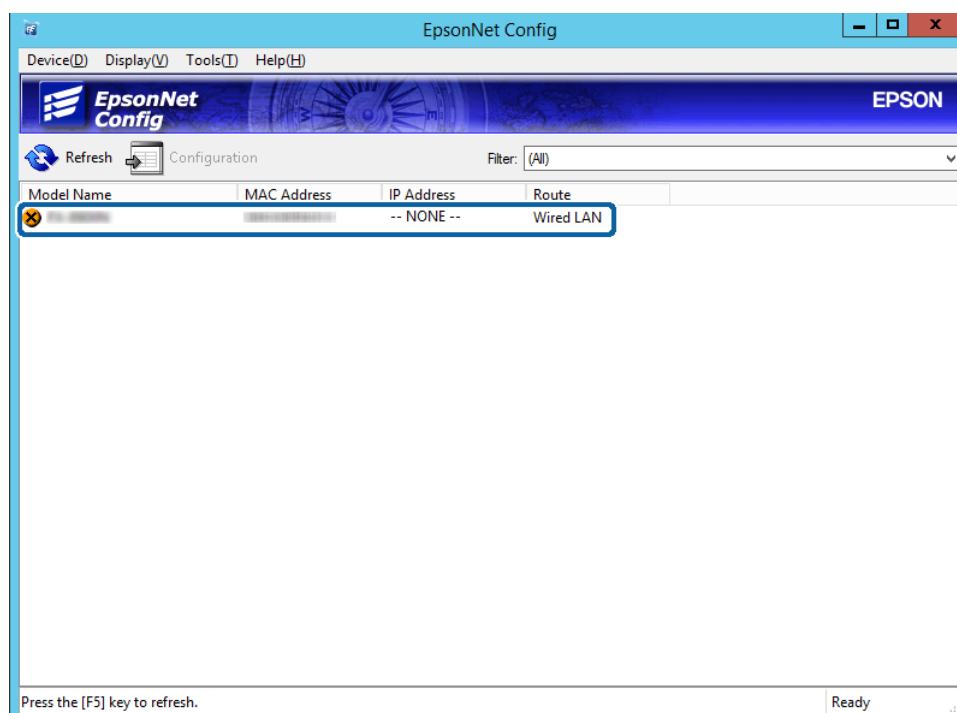 EpsonNet Config
Device(D) Display(V) Tools(T) Help(H)
EpsonNet
Config
EPSON
Refresh Configuration Filter: (All)
Model Name MAC Address IP Address Route
-- NONE -- Wired LAN
Press the [F5] key to refresh. Ready